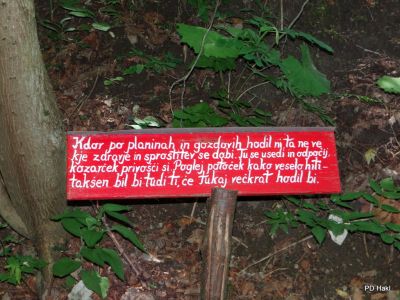 Kdor po planinah in gozdovih hodil ni ta ne ve
kje zdravje in sprostitev se dobi. Tu se usedi in odpočij,
kozarček privošči si. Poglej potoček kako veselo hiti-
takšen bil bi tudi ti, če tukaj večkrat hodil bi.
PD Hakl